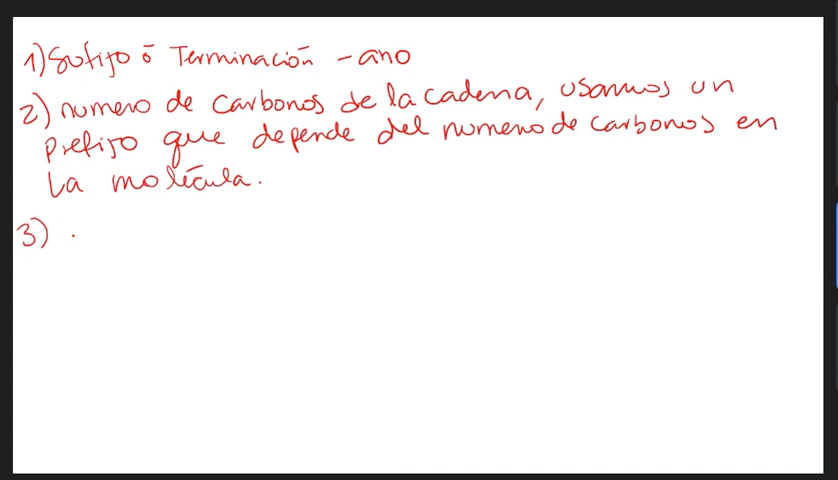 1) Sufijo ó Terminación -ano
2) numero de carbonos de la cadena, usamos un
prefijo que depende del numero de carbonos en
La molécula.
3) .